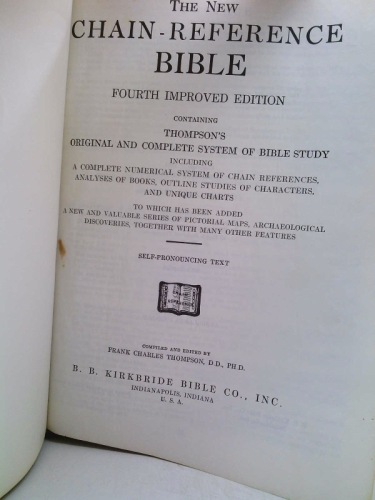 THE NEW
CHAIN-REFERENCE
BIBLE
FOURTH IMPROVED EDITION
CONTAINING
THOMPSON'S
ORIGINAL AND COMPLETE SYSTEM OF BIBLE STUDY
INCLUDING
A COMPLETE NUMERICAL SYSTEM OF CHAIN REFERENCES,
ANALYSES OF BOOKS, OUTLINE STUDIES OF CHARACTERS,
AND UNIQUE CHARTS
TO WHICH HAS BEEN ADDED
A NEW AND VALUABLE SERIES OF PICTORIAL MAPS, ARCHAEOLOGICAL
DISCOVERIES, TOGETHER WITH MANY OTHER FEATURES
SELF-PRONOUNCING TEXT
CHAIN
REFERENCE
COMPILED AND EDITED BY
FRANK CHARLES THOMPSON, D.D., PH.D.
B. B. KIRKBRIDE BIBLE CO., INC.
INDIANAPOLIS, INDIANA
U. S. A.